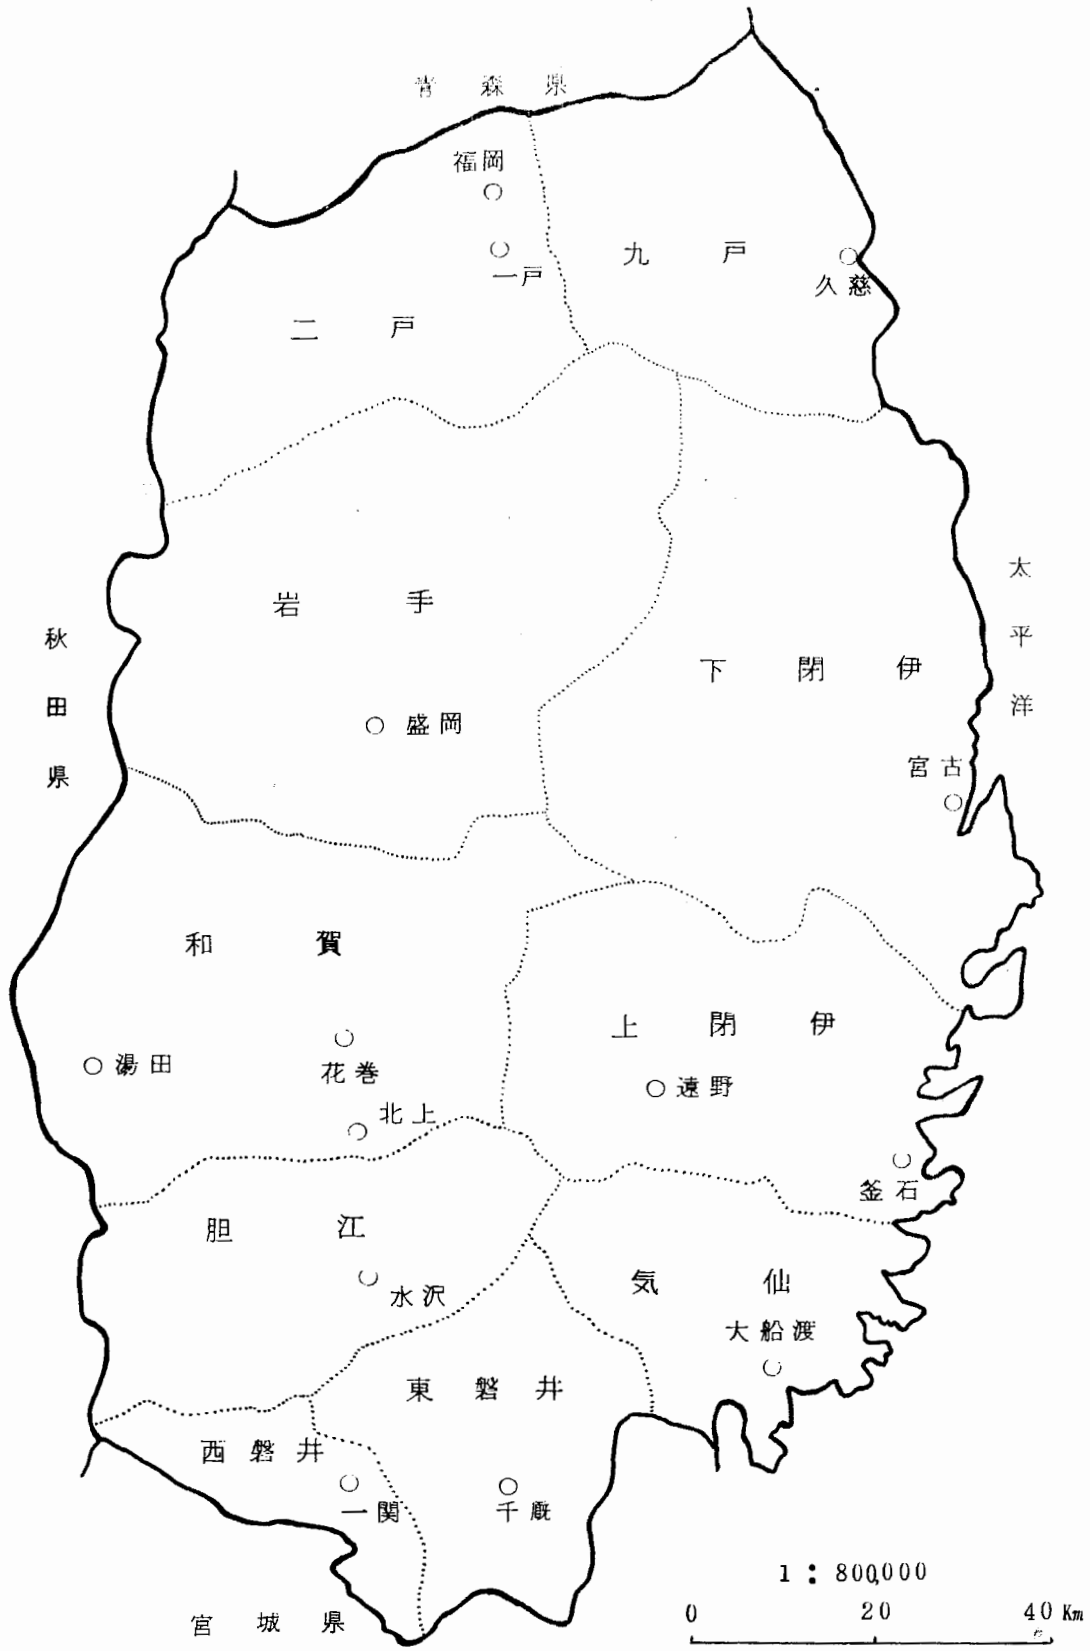 青森県
福岡
一戸
九戸
久慈
二戸
岩手
太平洋
秋田県
下閉伊
盛岡
宮古
和賀
上閉伊
湯田
花巻
遠野
北上
釜石
胆江
気仙
水沢
大船渡
東磐井
西磐井
一関
千厩
1 : 800,000
宮城県
0 20 40 Km